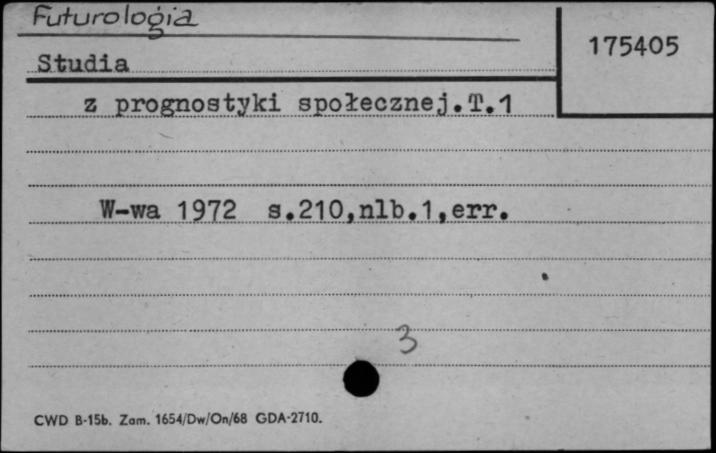 Futurologia
175405
Studia
z prognostyki społecznej.T.1
W-wa 1972 s.210,nlb.1,err.
3
CWD B-15b. Zam. 1654/Dw/On/68 GDA-2710.